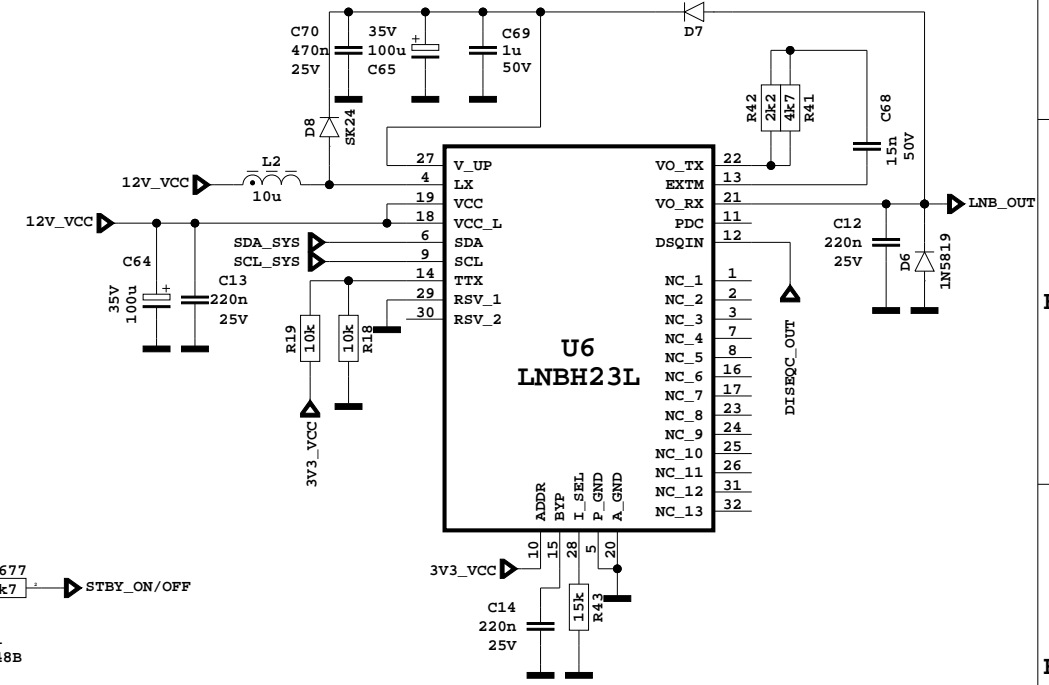 C70
470n
25V
35V
100u
C65
+
C69
1u
50V
D7
R42
2k2
4k7
R41
C68
15n
50V
D8
SK24
L2
10u
12V_VCC
12V_VCC
27
4
19
18
6
9
14
29
30
V_UP
LX
VCC
VCC_L
SDA
SCL
TTX
RSV_1
RSV_2
SDA_SYS
SCL_SYS
C64
35V
100u
+
C13
220n
25V
R19
10k
10k
R18
3V3_VCC
U6
LNBH23L
VO_TX
EXTM
VO_RX
PDC
DSQIN
22
13
21
11
12
NC_1
NC_2
NC_3
NC_4
NC_5
NC_6
NC_7
NC_8
NC_9
NC_10
NC_11
NC_12
NC_13
1
2
3
7
8
16
17
23
24
25
26
31
32
LNB_OUT
C12
220n
25V
D6
1N5819
DISEQC_OUT
ADDR
BYP
I_SEL
P_GND
A_GND
10
15
28
5
20
3V3_VCC
C14
220n
25V
15k
R43
677
k7
STBY_ON/OFF
48B